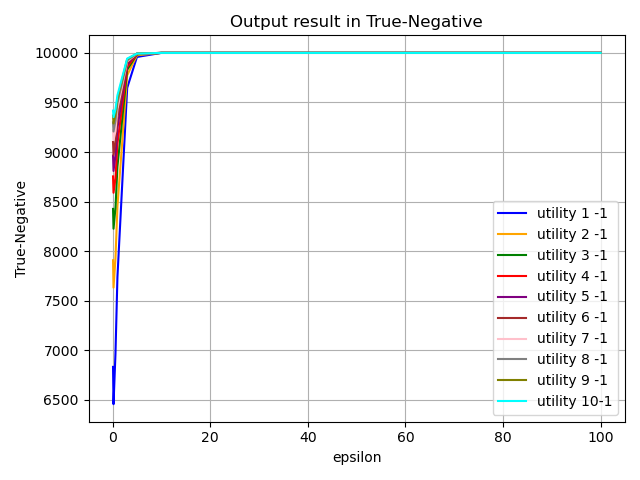 Output result in True-Negative
10000
9500
9000
8500
8000
7500
7000
6500
True-Negative
utility 1 -1
utility 2 -1
utility 3 -1
utility 4 -1
utility 5 -1
utility 6 -1
utility 7 -1
utility 8 -1
utility 9 -1
utility 10-1
0 20 40 60 80 100
epsilon